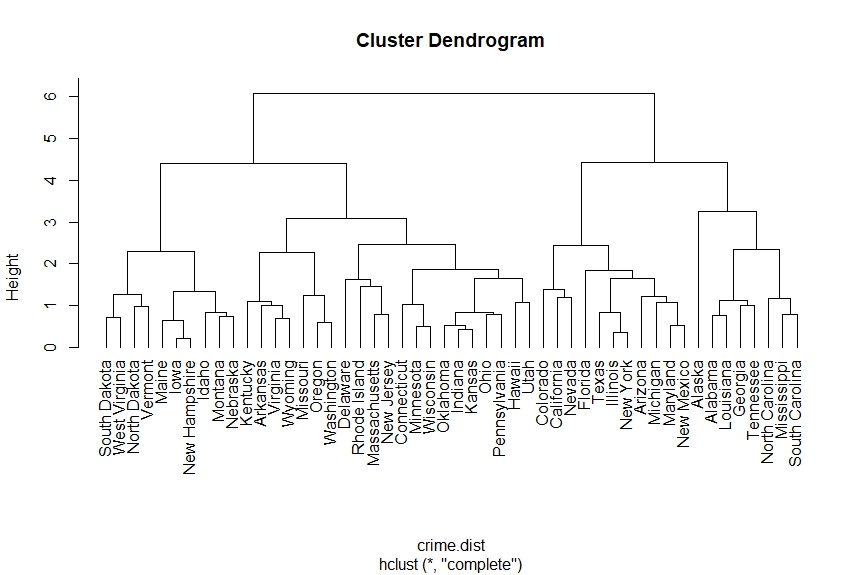 Cluster Dendrogram
Height
0
1
2
3
4
5
6
South Dakota
West Virginia
North Dakota
Vermont
Maine
Iowa
New Hampshire
Idaho
Montana
Nebraska
Kentucky
Arkansas
Virginia
Wyoming
Missouri
Oregon
Washington
Delaware
Rhode Island
Massachusetts
New Jersey
Connecticut
Minnesota
Wisconsin
Oklahoma
Indiana
Kansas
Ohio
Pennsylvania
Hawaii
Utah
Colorado
California
Nevada
Florida
Texas
Illinois
New York
Arizona
Michigan
Maryland
New Mexico
Alaska
Alabama
Louisiana
Georgia
Tennessee
North Carolina
Mississippi
South Carolina
crime.dist
hclust (*, "complete")